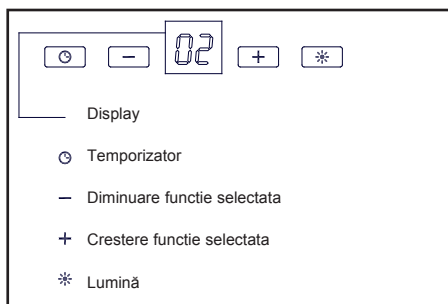 02
Display
Temporizator
− Diminuare functie selectata
+ Crestere functie selectata
Lumină